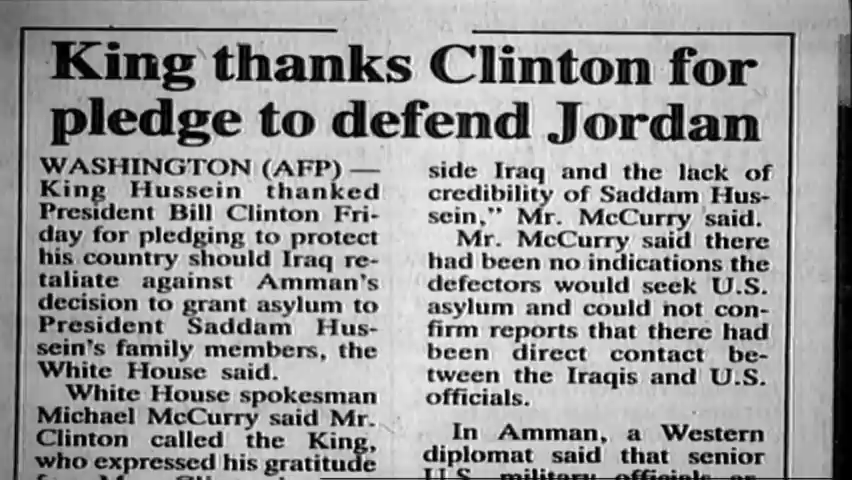 King thanks Clinton for
pledge to defend Jordan
WASHINGTON (AFP) —
King Hussein thanked
President Bill Clinton Fri-
day for pledging to protect
his country should Iraq re-
taliate against Amman's
decision to grant asylum to
President Saddam Hus-
sein's family members, the
White House said.
White House spokesman
Michael McCurry said Mr.
Clinton called the King,
who expressed his gratitude
side Iraq and the lack of
credibility of Saddam Hus-
sein," Mr. McCurry said.
Mr. McCurry said there
had been no indications the
defectors would seek U.S.
asylum and could not con-
firm reports that there had
been direct contact be-
tween the Iraqis and U.S.
officials.
In Amman, a Western
diplomat said that senior
U.S. military officials